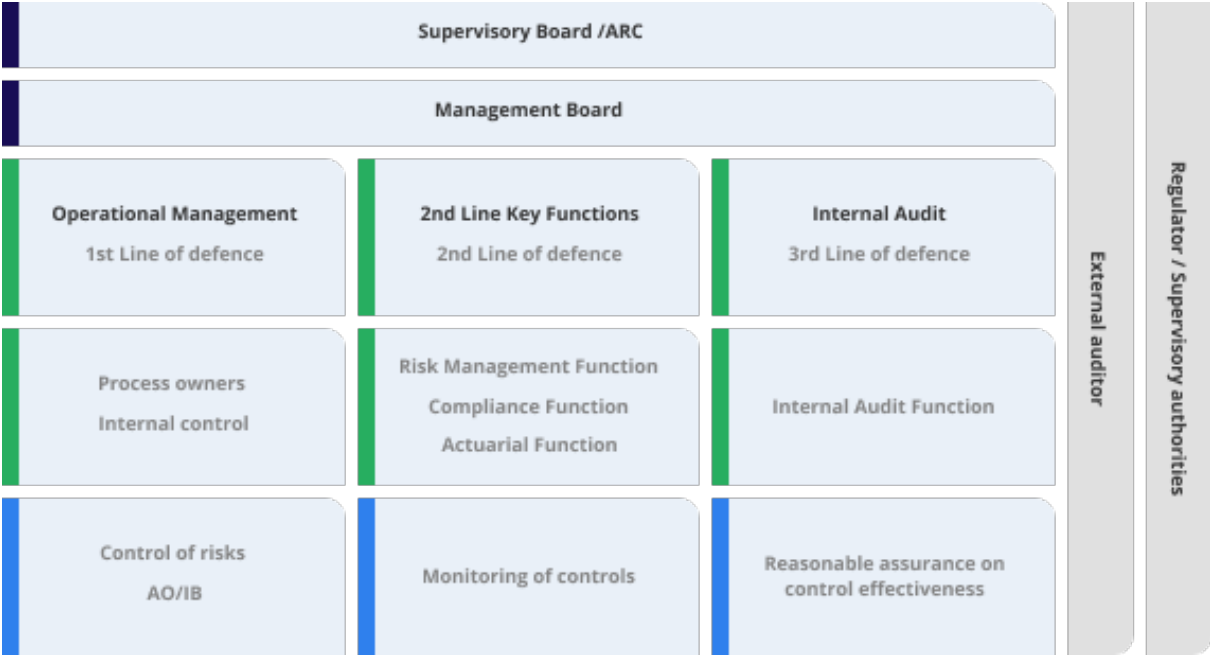 Supervisory Board /ARC
Management Board
Operational Management
1st Line of defence
2nd Line Key Functions
2nd Line of defence
Internal Audit
3rd Line of defence
Process owners
Internal control
Risk Management Function
Compliance Function
Actuarial Function
Internal Audit Function
Control of risks
AO/IB
Monitoring of controls
Reasonable assurance on
control effectiveness
External auditor
Regulator / Supervisory authorities